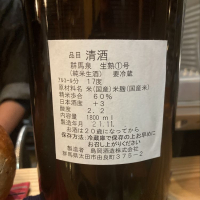 品目 清酒
群馬泉 生酛①号
(純米生酒) 要冷蔵
アルコール分 17度
原材料名 米(国産)米麹(国産米)
精米歩合 60%
日本酒度 +3
酸度 2.2
内容量 1800ml
製造年月 21.11
お酒は20歳になってから
保存方法:冷蔵庫で保存の上お早めに
お召し上がりください
製造者 島岡酒造株式会社
群馬県太田市由良町375-2